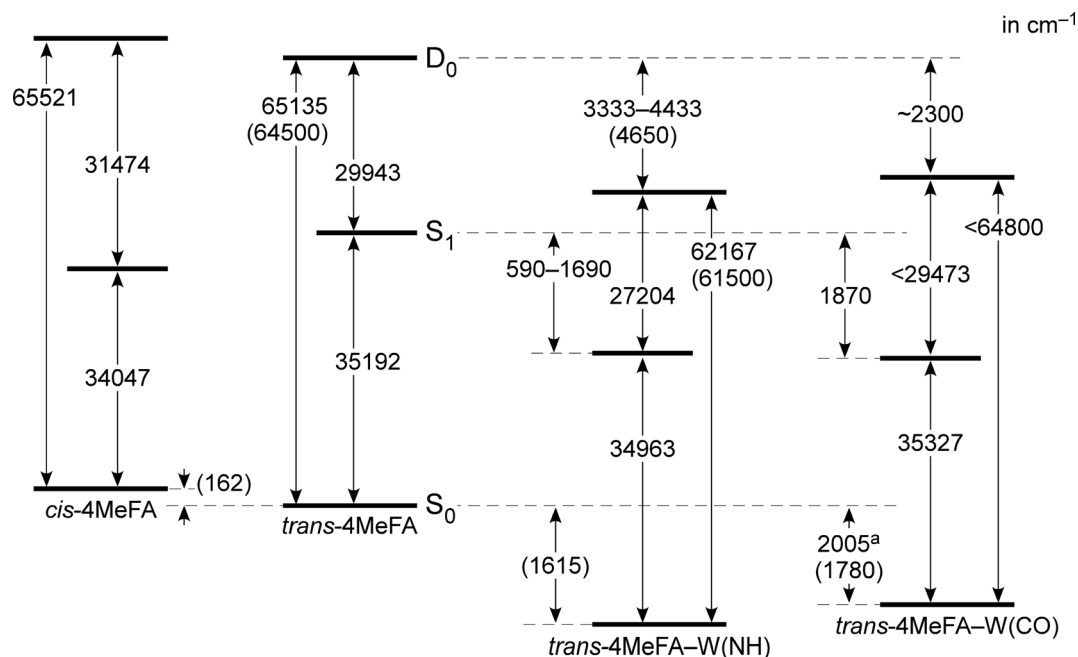 in cm⁻¹
65521
31474
34047
(162)
cis-4MeFA
D₀
65135
(64500)
29943
S₁
35192
S₀
trans-4MeFA
3333–4433
(4650)
590–1690
27204
62167
(61500)
34963
(1615)
trans-4MeFA–W(NH)
~2300
<64800
<29473
1870
35327
2005ᵃ
(1780)
trans-4MeFA–W(CO)